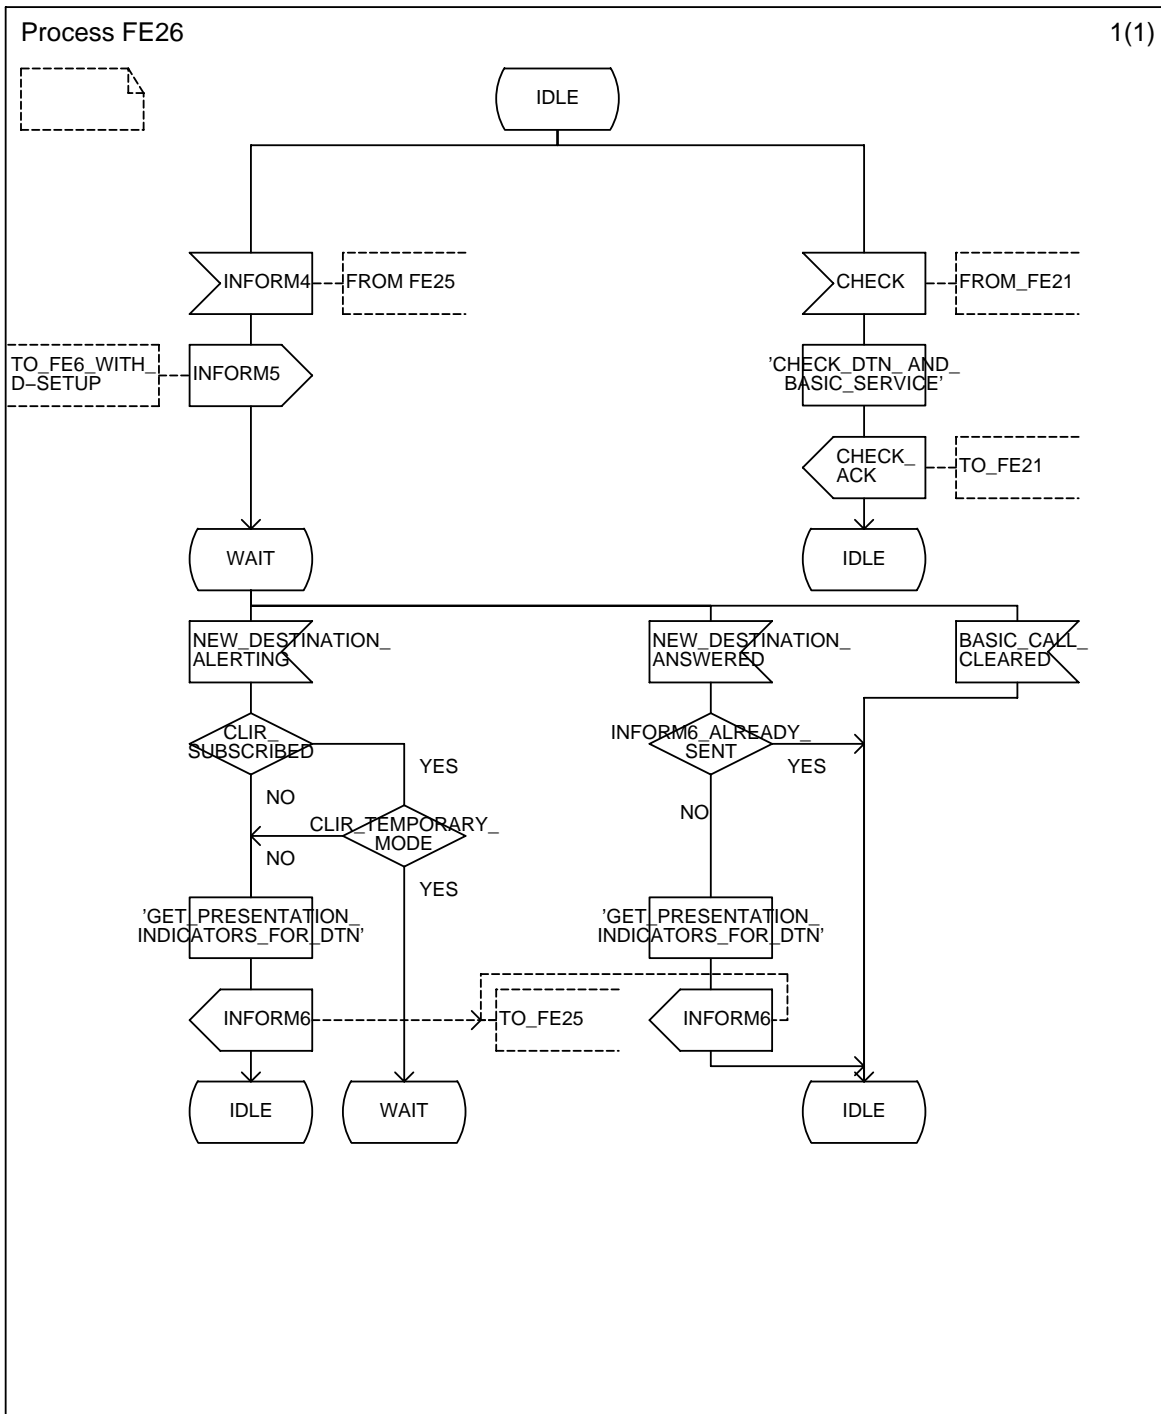 Process FE26
1(1)
IDLE
INFORM4
FROM FE25
CHECK
FROM_FE21
TO_FE6_WITH_
D−SETUP
INFORM5
'CHECK_DTN_ AND_
BASIC_SERVICE'
CHECK_
ACK
TO_FE21
WAIT
IDLE
NEW_DESTINATION_
ALERTING
NEW_DESTINATION_
ANSWERED
BASIC_CALL_
CLEARED
CLIR_
SUBSCRIBED
YES
NO
INFORM6_ALREADY_
SENT
YES
NO
CLIR_TEMPORARY_
MODE
NO
YES
'GET_PRESENTATION_
INDICATORS_FOR_DTN'
'GET_PRESENTATION_
INDICATORS_FOR_DTN'
INFORM6
TO_FE25
INFORM6
IDLE
WAIT
IDLE